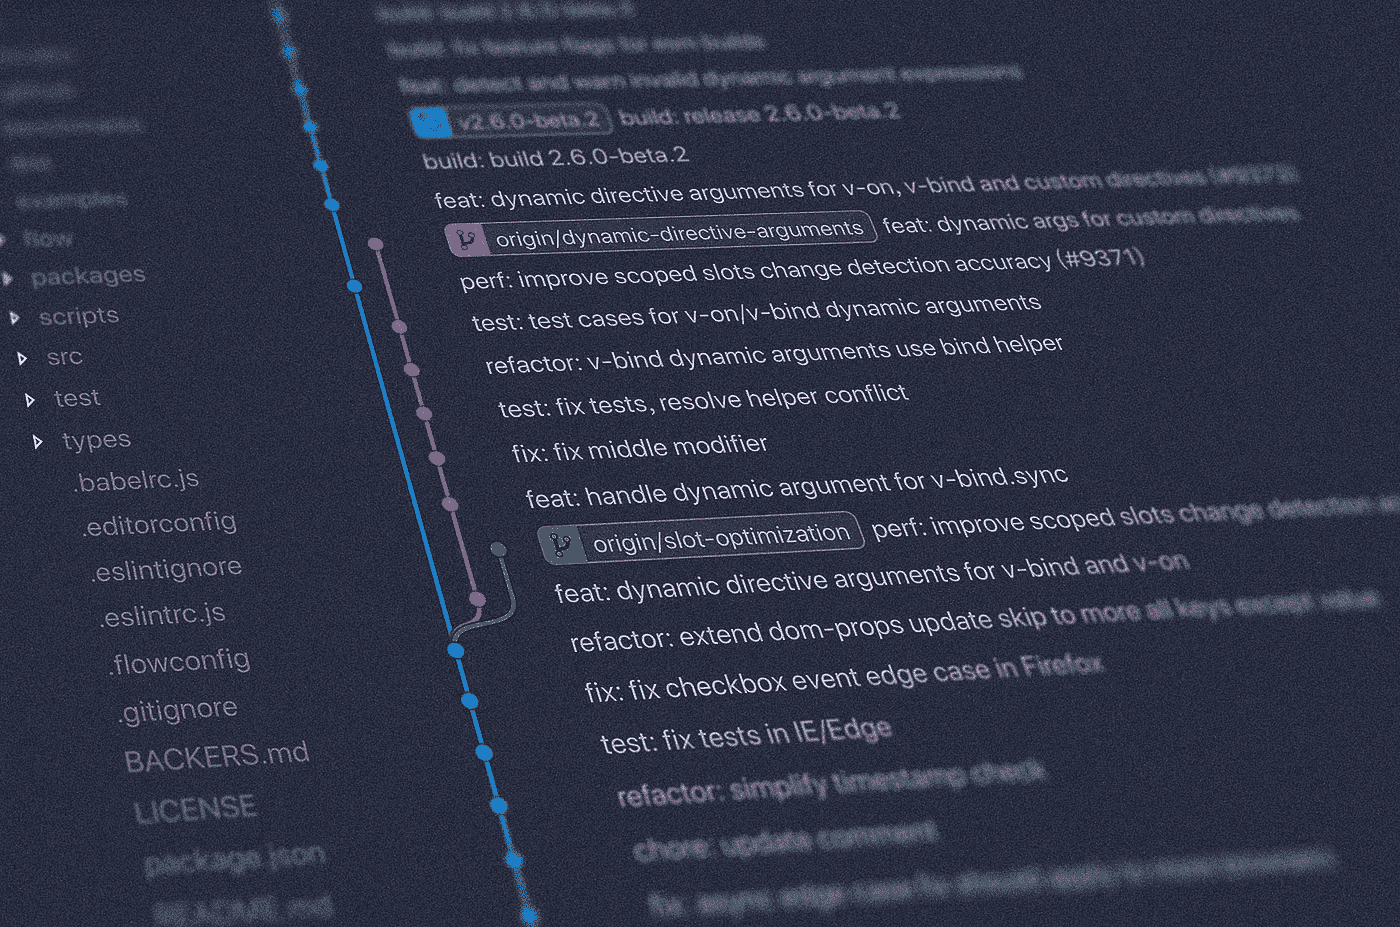 examples
flow
packages
scripts
src
test
types
.babelrc.js
.editorconfig
.eslintignore
.eslintrc.js
.flowconfig
.gitignore
BACKERS.md
LICENSE
package.json
README.md
build: build 2.6.0-beta.3
build: fix feature flags for esm builds
feat: detect and warn invalid dynamic argument expressions
v2.6.0-beta.2 build: release 2.6.0-beta.2
build: build 2.6.0-beta.2
feat: dynamic directive arguments for v-on, v-bind and custom directives (#9373)
origin/dynamic-directive-arguments feat: dynamic args for custom directives
perf: improve scoped slots change detection accuracy (#9371)
test: test cases for v-on/v-bind dynamic arguments
refactor: v-bind dynamic arguments use bind helper
test: fix tests, resolve helper conflict
fix: fix middle modifier
feat: handle dynamic argument for v-bind.sync
origin/slot-optimization perf: improve scoped slots change detection
feat: dynamic directive arguments for v-bind and v-on
refactor: extend dom-props update skip to more all keys except value
fix: fix checkbox event edge case in Firefox
test: fix tests in IE/Edge
refactor: simplify timestamp check
chore: update comment
fix: async edge case